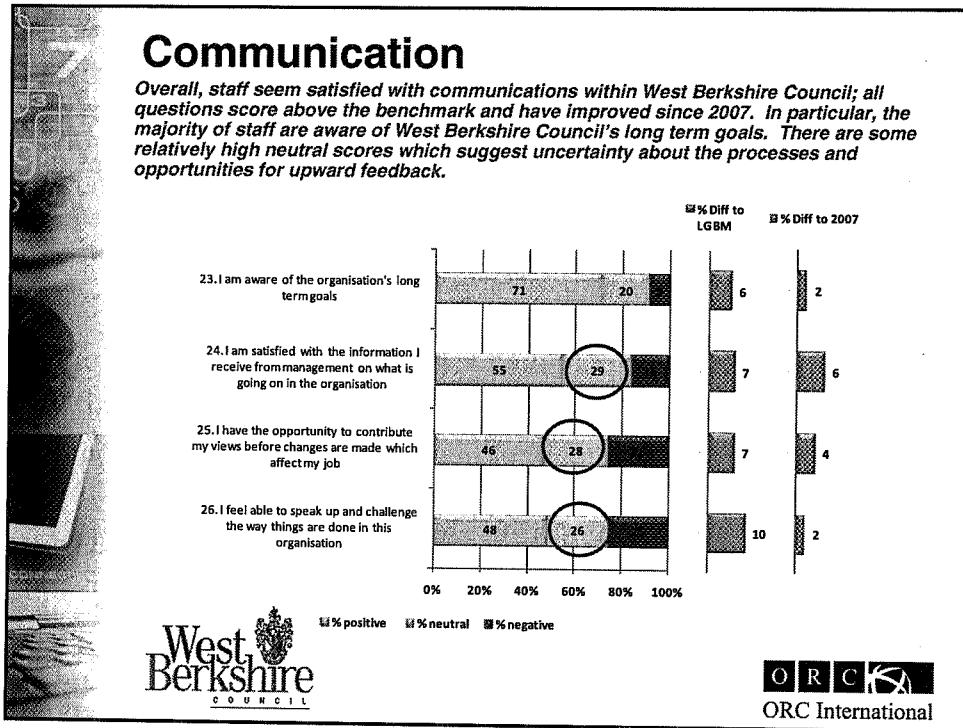 Communication
Overall, staff seem satisfied with communications within West Berkshire Council; all
questions score above the benchmark and have improved since 2007. In particular, the
majority of staff are aware of West Berkshire Council's long term goals. There are some
relatively high neutral scores which suggest uncertainty about the processes and
opportunities for upward feedback.
% Diff to
LGBM
% Diff to 2007
23. I am aware of the organisation's long
term goals
71 20
6
2
24. I am satisfied with the information I
receive from management on what is
going on in the organisation
55 29
7
6
25. I have the opportunity to contribute
my views before changes are made which
affect my job
46 28
7
4
26. I feel able to speak up and challenge
the way things are done in this
organisation
48 26
10
2
0% 20% 40% 60% 80% 100%
% positive % neutral % negative
West
Berkshire
COUNCIL
ORC
ORC International